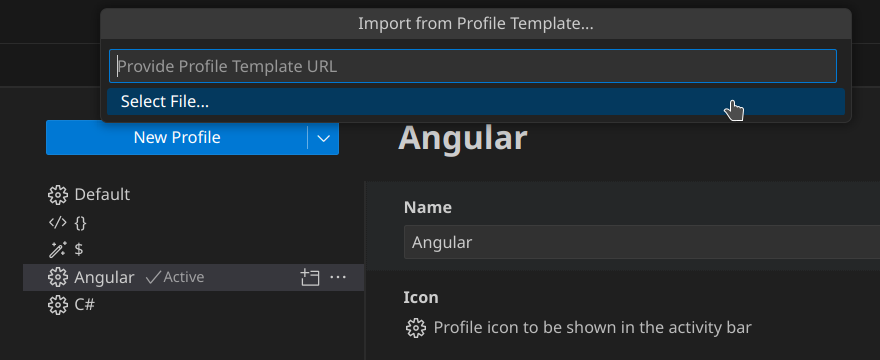 Import from Profile Template...
Provide Profile Template URL
Select File...
New Profile
Default
{}
$
Angular Active
C#
Angular
Name
Angular
Icon
Profile icon to be shown in the activity bar